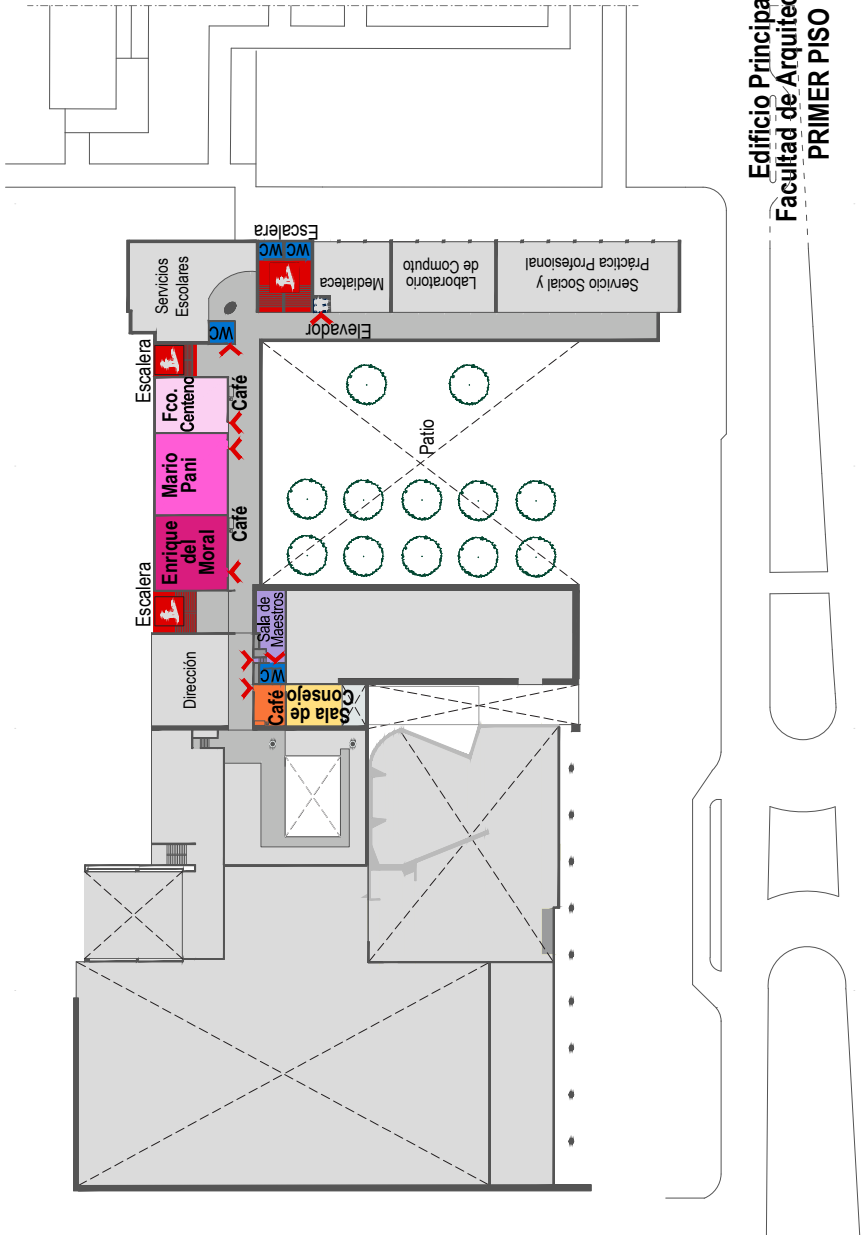 Edificio Principa
Facultad de Arquitec
PRIMER PISO
Servicios
Escolares
Escalera
WC
WC
Mediateca
Laboratorio
de Computo
Servicio Social y
Práctica Profesional
Elevador
WC
Escalera
Fco.
Centeno
Café
Mario
Pani
Café
Enrique
del
Moral
Escalera
Patio
Dirección
Sala de
Maestros
WC
Café
Sala de
Consejo